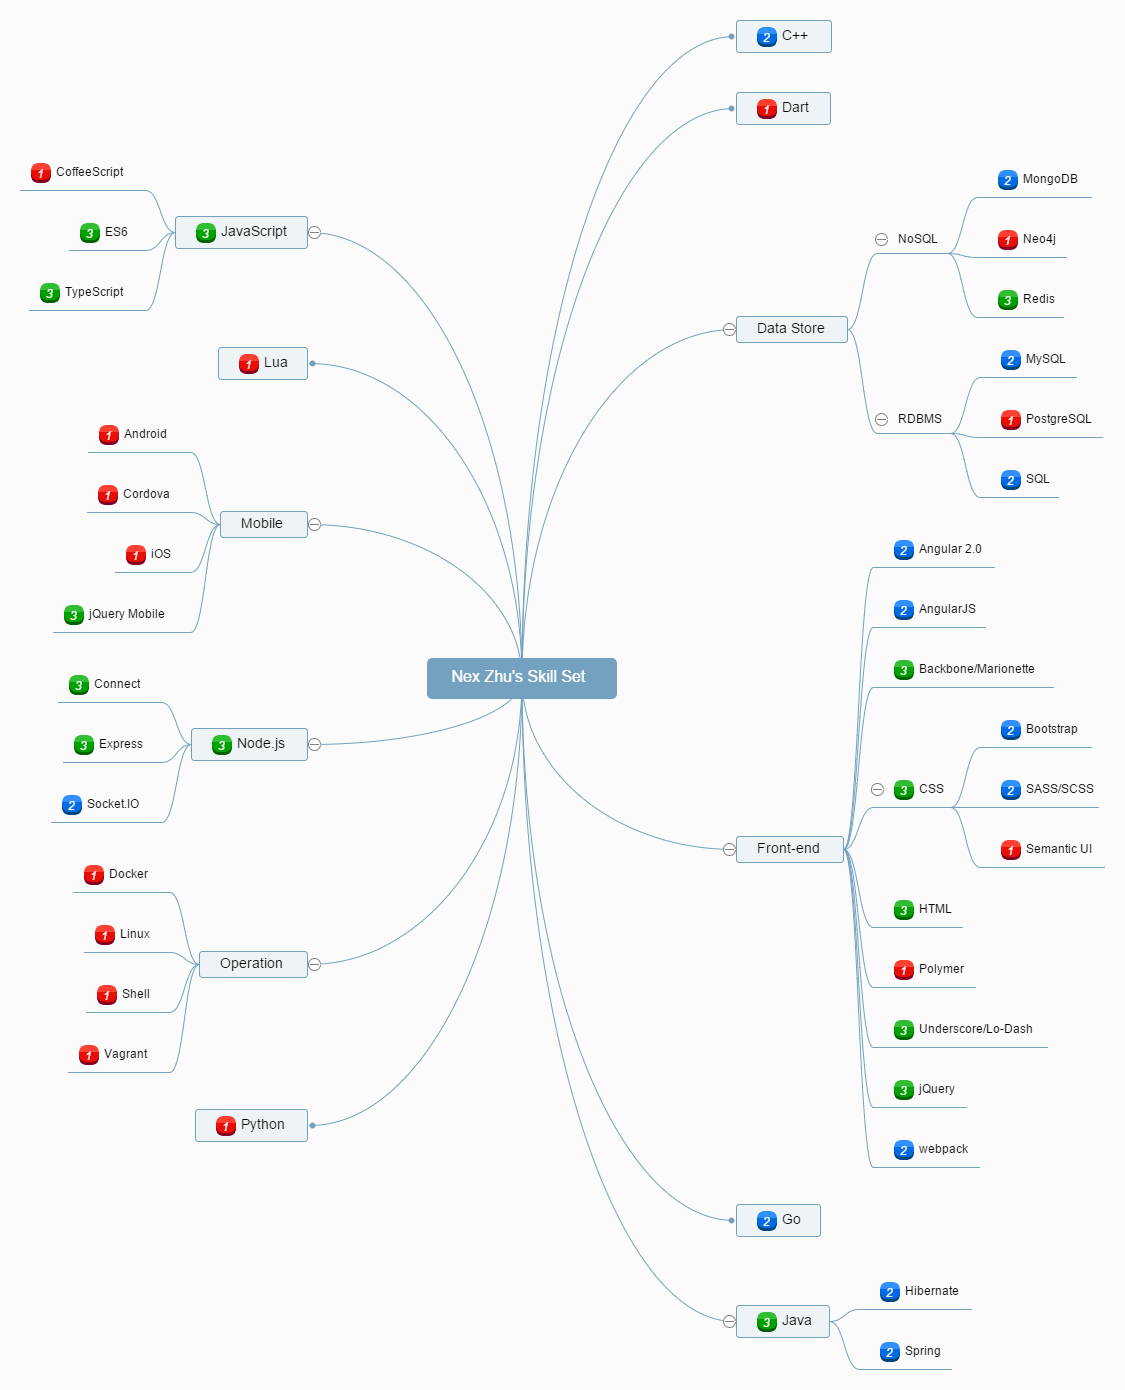 Nex Zhu's Skill Set
2 C++
1 Dart
Data Store
NoSQL
2 MongoDB
1 Neo4j
3 Redis
RDBMS
2 MySQL
1 PostgreSQL
2 SQL
Front-end
2 Angular 2.0
2 AngularJS
3 Backbone/Marionette
3 CSS
2 Bootstrap
2 SASS/SCSS
1 Semantic UI
3 HTML
1 Polymer
3 Underscore/Lo-Dash
3 jQuery
2 webpack
2 Go
3 Java
2 Hibernate
2 Spring
3 JavaScript
1 CoffeeScript
3 ES6
3 TypeScript
1 Lua
Mobile
1 Android
1 Cordova
1 iOS
3 jQuery Mobile
3 Node.js
3 Connect
3 Express
2 Socket.IO
Operation
1 Docker
1 Linux
1 Shell
1 Vagrant
1 Python